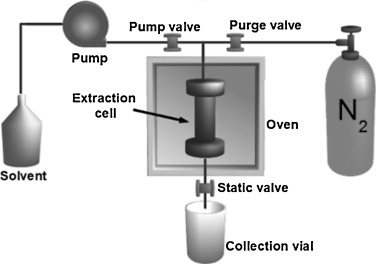 Pump valve
Purge valve
Pump
Extraction
cell
Oven
N2
Solvent
Static valve
Collection vial